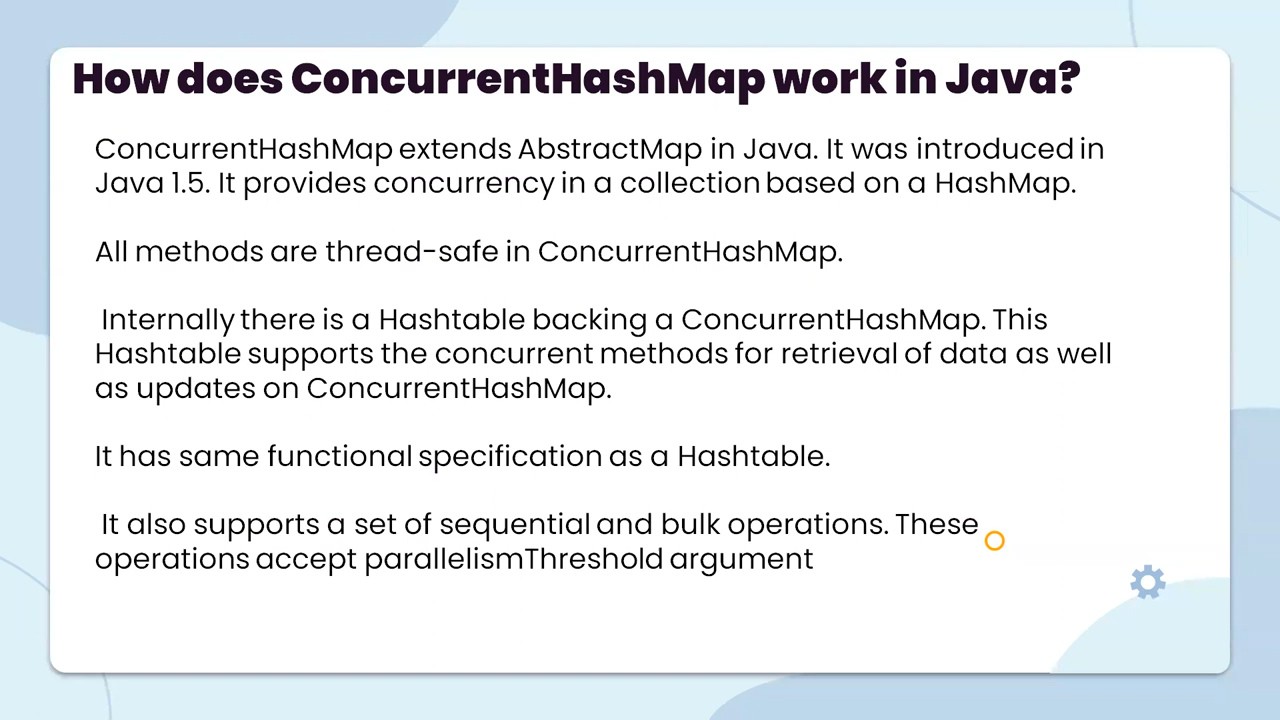 How does ConcurrentHashMap work in Java?
ConcurrentHashMap extends AbstractMap in Java. It was introduced in
Java 1.5. It provides concurrency in a collection based on a HashMap.
All methods are thread-safe in ConcurrentHashMap.
Internally there is a Hashtable backing a ConcurrentHashMap. This
Hashtable supports the concurrent methods for retrieval of data as well
as updates on ConcurrentHashMap.
It has same functional specification as a Hashtable.
It also supports a set of sequential and bulk operations. These
operations accept parallelismThreshold argument